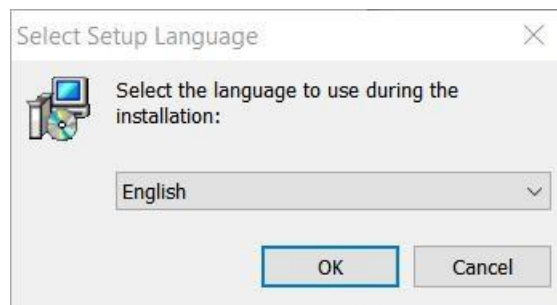 Select Setup Language
Select the language to use during the
installation:
English
OK
Cancel